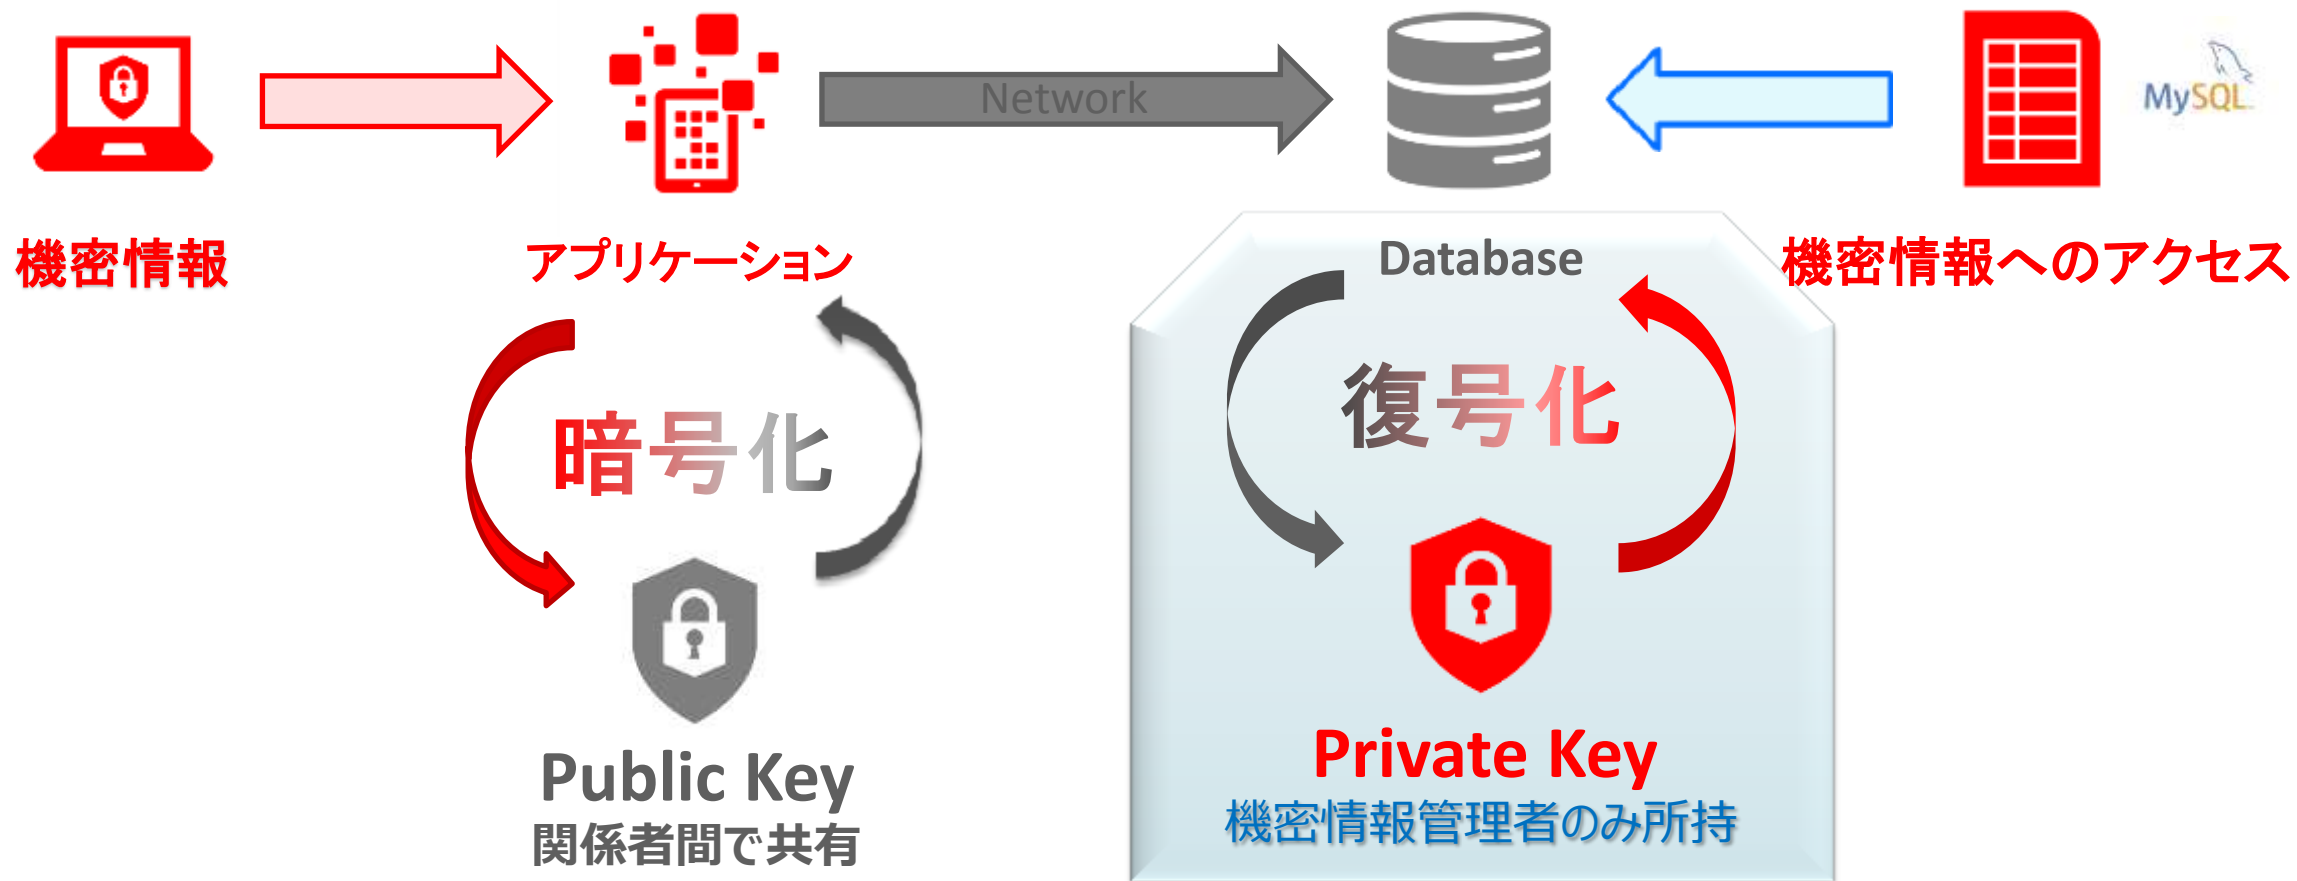 Network
MySQL
機密情報
アプリケーション
Database
機密情報へのアクセス
暗号化
復号化
Public Key
関係者間で共有
Private Key
機密情報管理者のみ所持